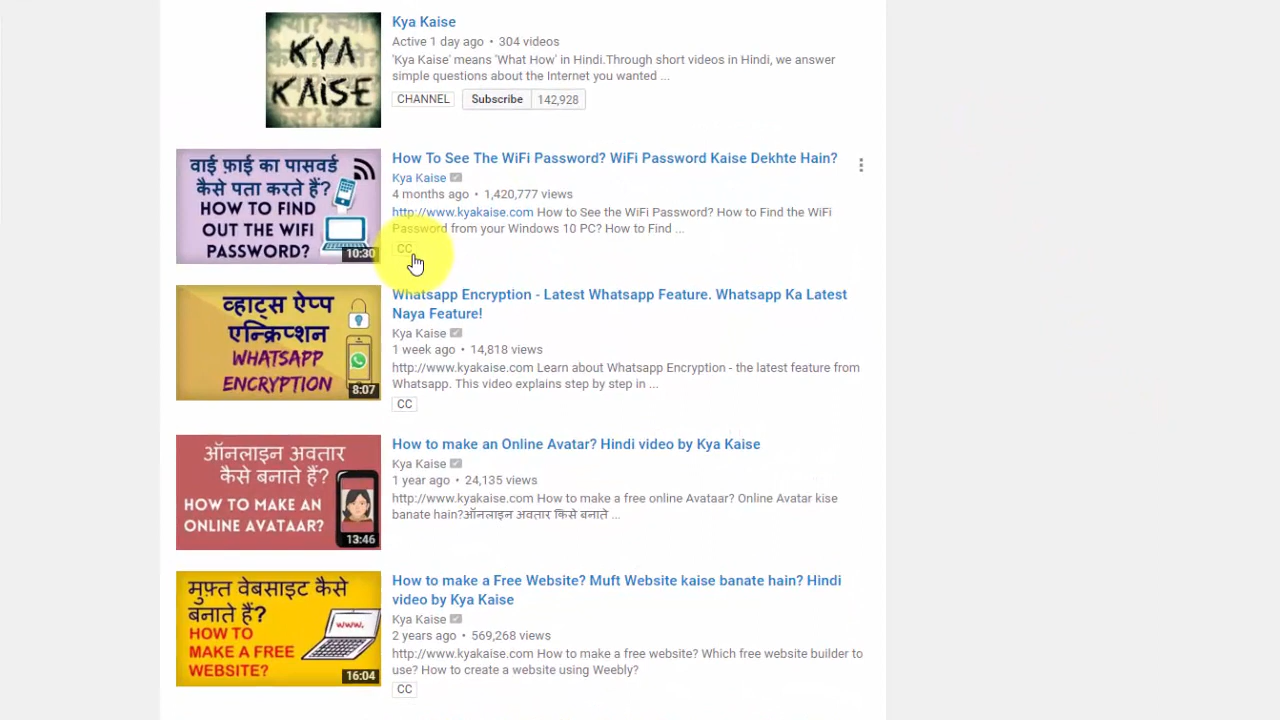 KYA
KAISE
Kya Kaise
Active 1 day ago • 304 videos
'Kya Kaise' means 'What How' in Hindi.Through short videos in Hindi, we answer
simple questions about the Internet you wanted ...
CHANNEL Subscribe 142,928
वाई फ़ाई का पासवर्ड
कैसे पता करते हैं?
HOW TO FIND
OUT THE WIFI
PASSWORD?
10:30
How To See The WiFi Password? WiFi Password Kaise Dekhte Hain?
Kya Kaise
4 months ago • 1,420,777 views
http://www.kyakaise.com How to See the WiFi Password? How to Find the WiFi
Password from your Windows 10 PC? How to Find ...
CC
व्हाट्स ऐप्प
एन्क्रिप्शन
WHATSAPP
ENCRYPTION
8:07
Whatsapp Encryption - Latest Whatsapp Feature. Whatsapp Ka Latest
Naya Feature!
Kya Kaise
1 week ago • 14,818 views
http://www.kyakaise.com Learn about Whatsapp Encryption - the latest feature from
Whatsapp. This video explains step by step in ...
CC
ऑनलाइन अवतार
कैसे बनाते हैं?
HOW TO MAKE AN
ONLINE AVATAAR?
13:46
How to make an Online Avatar? Hindi video by Kya Kaise
Kya Kaise
1 year ago • 24,135 views
http://www.kyakaise.com How to make a free online Avataar? Online Avatar kise
banate hain?ऑनलाइन अवतार किसे बनाते ...
मुफ़्त वेबसाइट कैसे
बनाते हैं?
HOW TO
MAKE A FREE
WEBSITE?
www.
16:04
How to make a Free Website? Muft Website kaise banate hain? Hindi
video by Kya Kaise
Kya Kaise
2 years ago • 569,268 views
http://www.kyakaise.com How to make a free website? Which free website builder to
use? How to create a website using Weebly?
CC